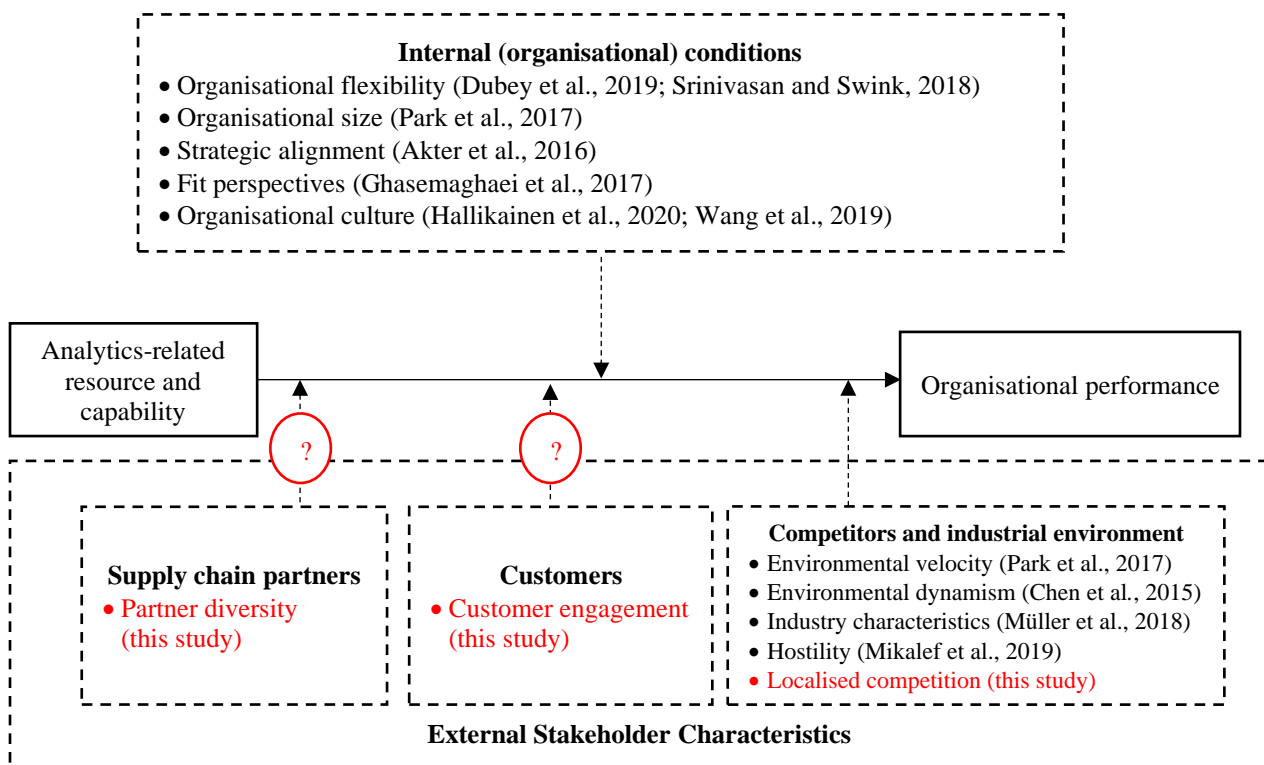 Internal (organisational) conditions
• Organisational flexibility (Dubey et al., 2019; Srinivasan and Swink, 2018)
• Organisational size (Park et al., 2017)
• Strategic alignment (Akter et al., 2016)
• Fit perspectives (Ghasemaghaei et al., 2017)
• Organisational culture (Hallikainen et al., 2020; Wang et al., 2019)
Analytics-related
resource and
capability
Organisational performance
?
?
Supply chain partners
• Partner diversity
(this study)
Customers
• Customer engagement
(this study)
Competitors and industrial environment
• Environmental velocity (Park et al., 2017)
• Environmental dynamism (Chen et al., 2015)
• Industry characteristics (Müller et al., 2018)
• Hostility (Mikalef et al., 2019)
• Localised competition (this study)
External Stakeholder Characteristics